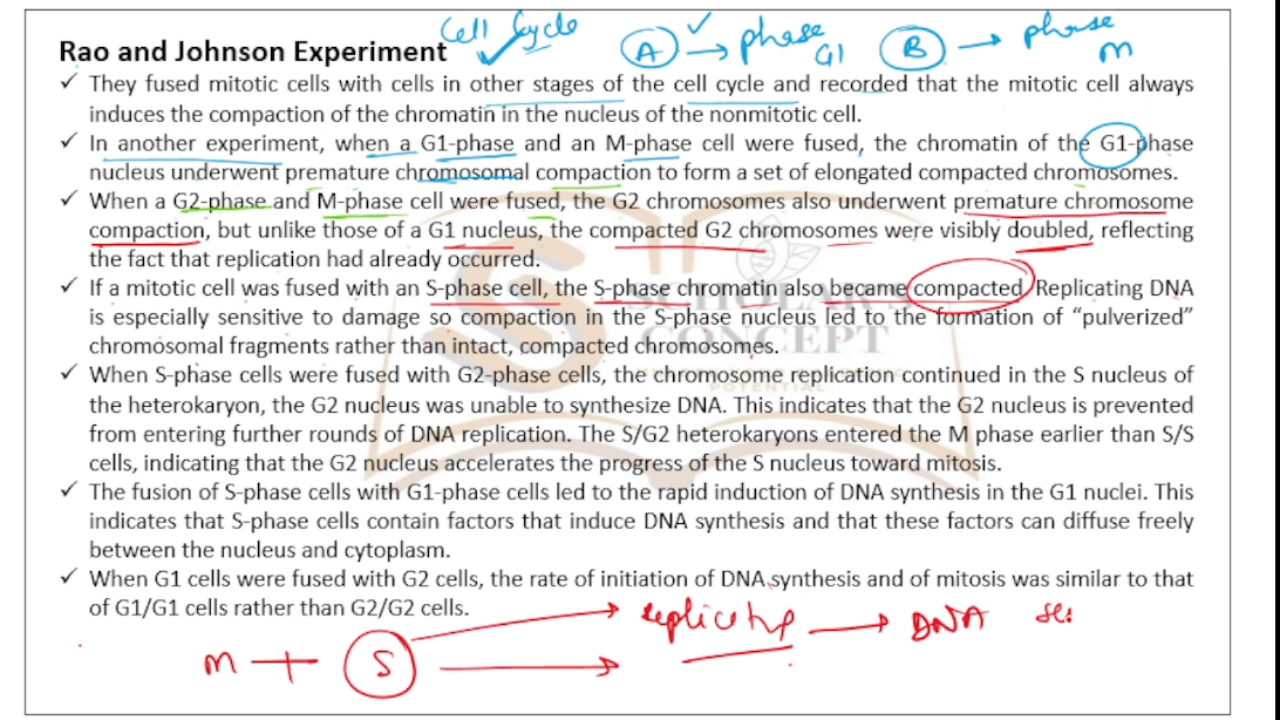 Cell Cycle
A → phase G1
B → phase m
Rao and Johnson Experiment
✓ They fused mitotic cells with cells in other stages of the cell cycle and recorded that the mitotic cell always
induces the compaction of the chromatin in the nucleus of the nonmitotic cell.
✓ In another experiment, when a G1-phase and an M-phase cell were fused, the chromatin of the G1-phase
nucleus underwent premature chromosomal compaction to form a set of elongated compacted chromosomes.
✓ When a G2-phase and M-phase cell were fused, the G2 chromosomes also underwent premature chromosome
compaction, but unlike those of a G1 nucleus, the compacted G2 chromosomes were visibly doubled, reflecting
the fact that replication had already occurred.
✓ If a mitotic cell was fused with an S-phase cell, the S-phase chromatin also became compacted. Replicating DNA
is especially sensitive to damage so compaction in the S-phase nucleus led to the formation of “pulverized”
chromosomal fragments rather than intact, compacted chromosomes.
✓ When S-phase cells were fused with G2-phase cells, the chromosome replication continued in the S nucleus of
the heterokaryon, the G2 nucleus was unable to synthesize DNA. This indicates that the G2 nucleus is prevented
from entering further rounds of DNA replication. The S/G2 heterokaryons entered the M phase earlier than S/S
cells, indicating that the G2 nucleus accelerates the progress of the S nucleus toward mitosis.
✓ The fusion of S-phase cells with G1-phase cells led to the rapid induction of DNA synthesis in the G1 nuclei. This
indicates that S-phase cells contain factors that induce DNA synthesis and that these factors can diffuse freely
between the nucleus and cytoplasm.
✓ When G1 cells were fused with G2 cells, the rate of initiation of DNA synthesis and of mitosis was similar to that
of G1/G1 cells rather than G2/G2 cells.
SCHOLAR'S
CONCEPT
POTENTIAL
→ → DNA
m + S →